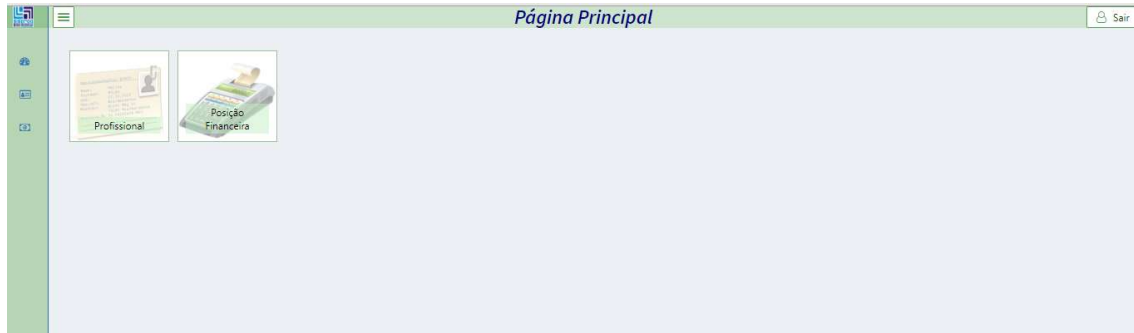 Página Principal
Sair
Profissional
Posição
Financeira